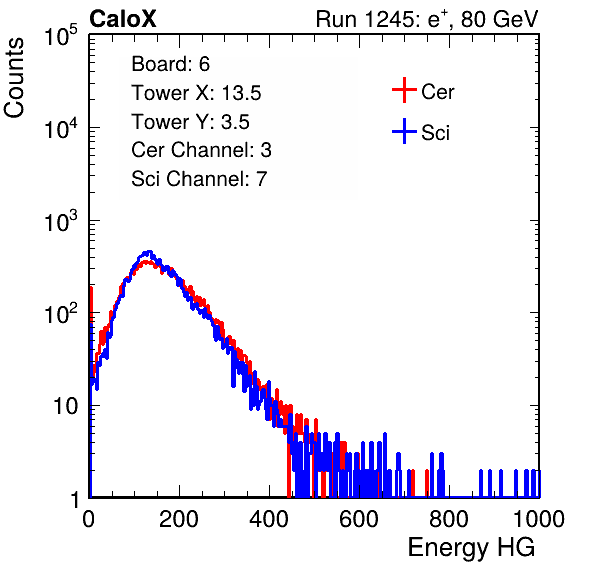 CaloX Run 1245: e⁺, 80 GeV
Counts
10⁵
10⁴
10³
10²
10
1
Board: 6
Tower X: 13.5
Tower Y: 3.5
Cer Channel: 3
Sci Channel: 7
Cer
Sci
0 200 400 600 800 1000
Energy HG